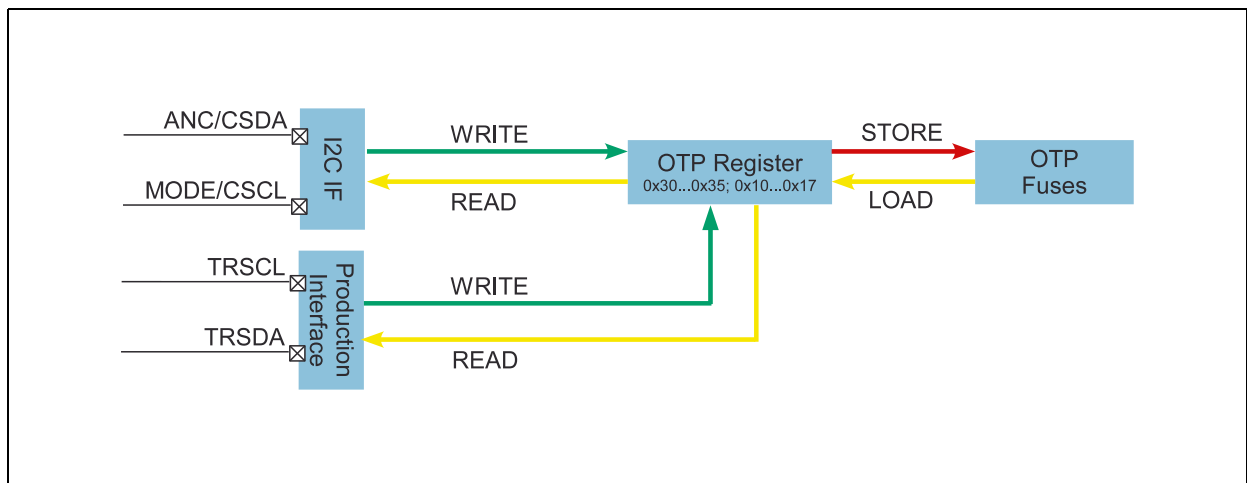 ANC/CSDA
MODE/CSCL
I2C IF
WRITE
READ
OTP Register
0x30...0x35; 0x10...0x17
STORE
LOAD
OTP
Fuses
TRSCL
TRSDA
Production
Interface
WRITE
READ